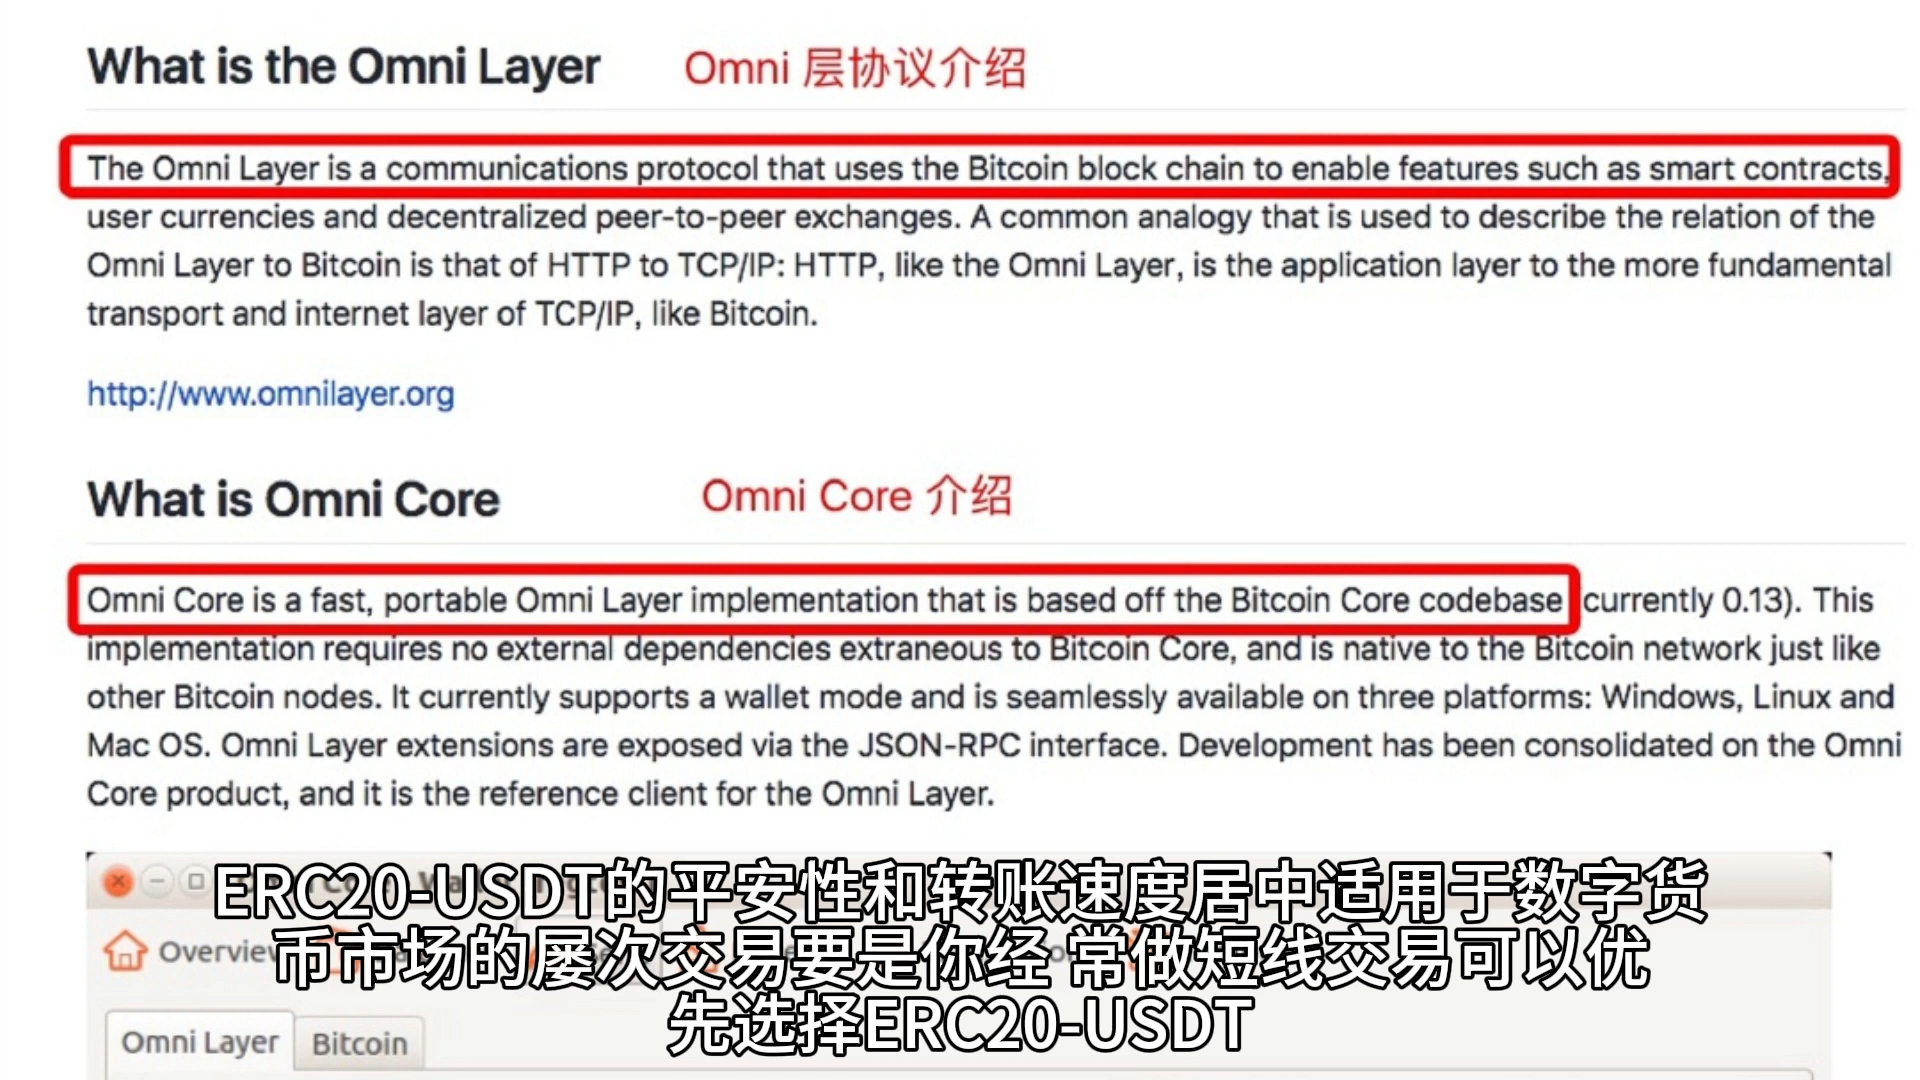 What is the Omni Layer Omni 层协议介绍
The Omni Layer is a communications protocol that uses the Bitcoin block chain to enable features such as smart contracts,
user currencies and decentralized peer-to-peer exchanges. A common analogy that is used to describe the relation of the
Omni Layer to Bitcoin is that of HTTP to TCP/IP: HTTP, like the Omni Layer, is the application layer to the more fundamental
transport and internet layer of TCP/IP, like Bitcoin.
http://www.omnilayer.org
What is Omni Core Omni Core 介绍
Omni Core is a fast, portable Omni Layer implementation that is based off the Bitcoin Core codebase (currently 0.13). This
implementation requires no external dependencies extraneous to Bitcoin Core, and is native to the Bitcoin network just like
other Bitcoin nodes. It currently supports a wallet mode and is seamlessly available on three platforms: Windows, Linux and
Mac OS. Omni Layer extensions are exposed via the JSON-RPC interface. Development has been consolidated on the Omni
Core product, and it is the reference client for the Omni Layer.
ERC20-USDT的平安性和转账速度居中适用于数字货
币市场的屡次交易要是你经 常做短线交易可以优
先选择ERC20-USDT
Overview
Omni Layer Bitcoin